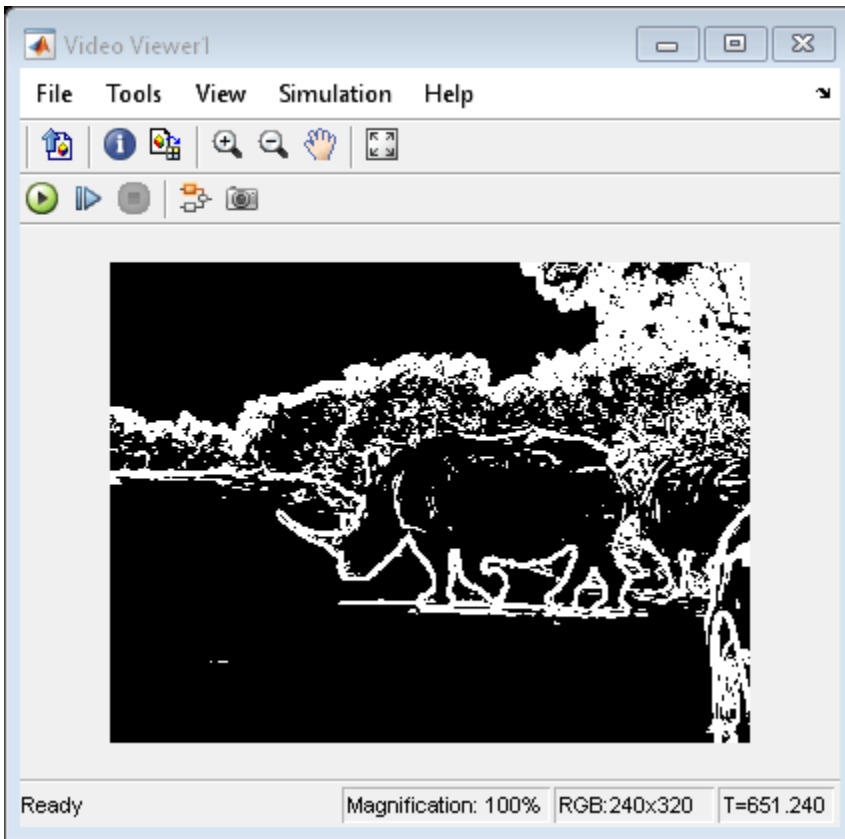 Video Viewer1
File Tools View Simulation Help
Ready Magnification: 100% RGB:240x320 T=651.240